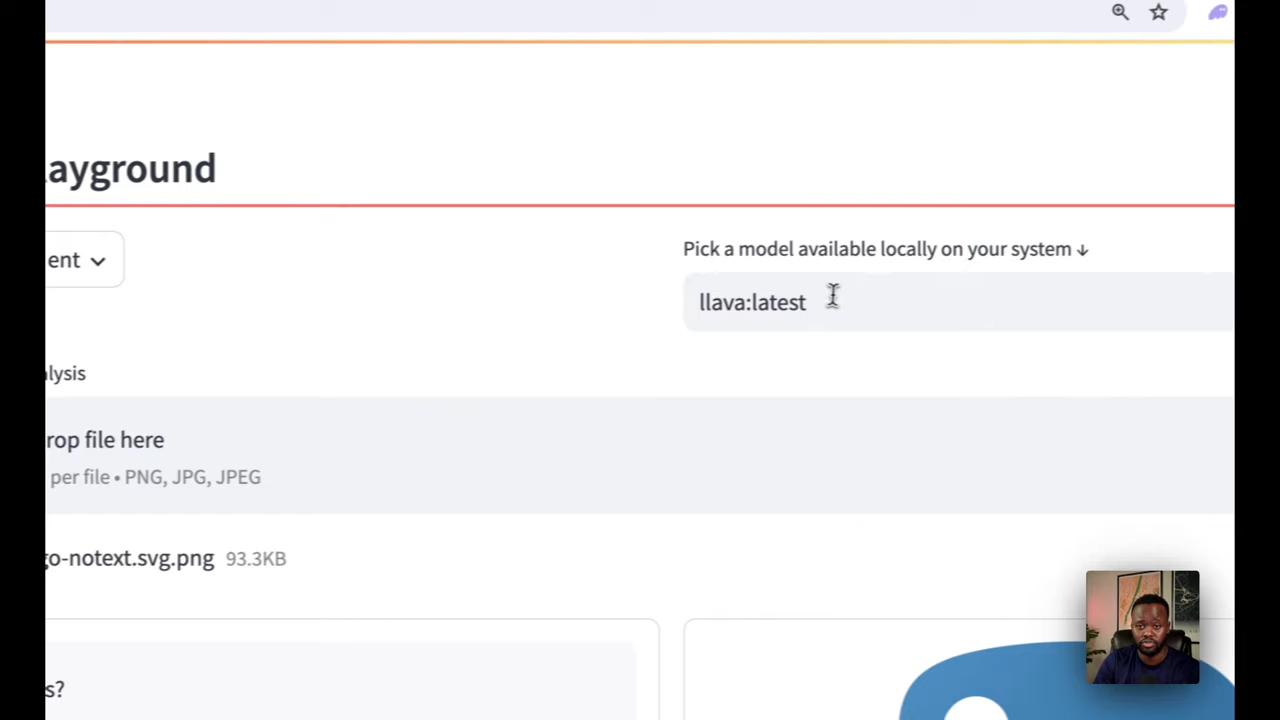 ayground
ent
Pick a model available locally on your system ↓
llava:latest
lysis
rop file here
per file • PNG, JPG, JPEG
go-notext.svg.png 93.3KB
s?